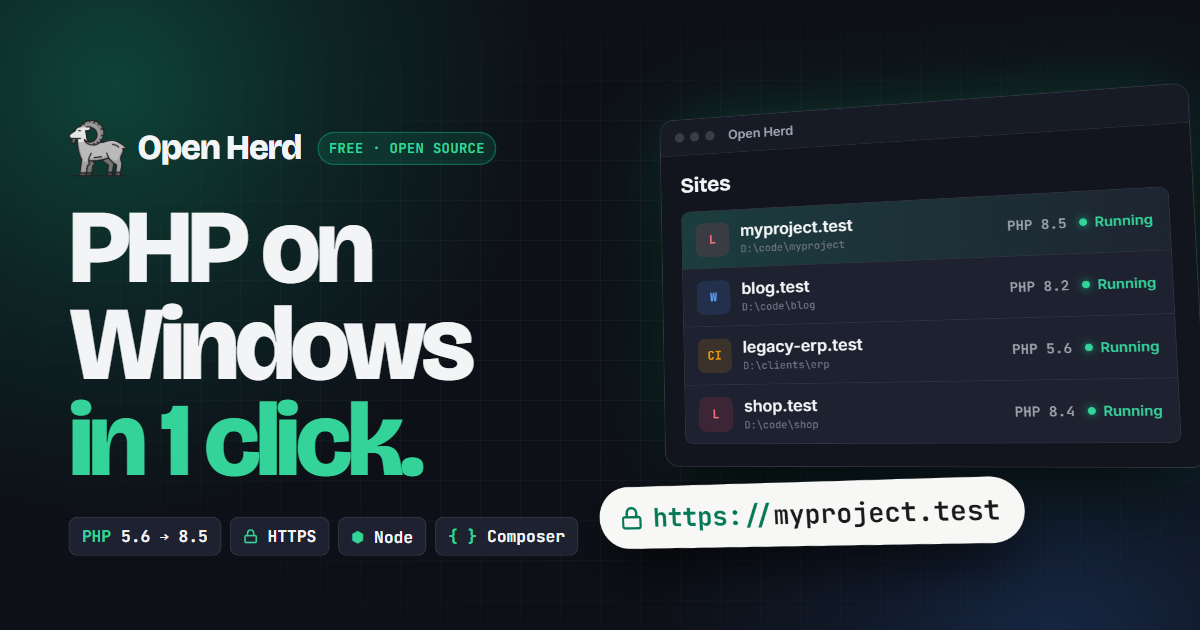 Open Herd
FREE · OPEN SOURCE
PHP on
Windows
in 1 click.
PHP 5.6 → 8.5
HTTPS
Node
{ } Composer
Open Herd
Sites
L
myproject.test
D:\code\myproject
PHP 8.5
Running
W
blog.test
D:\code\blog
PHP 8.2
Running
CI
legacy-erp.test
D:\clients\erp
PHP 5.6
Running
L
shop.test
D:\code\shop
PHP 8.4
Running
https://myproject.test